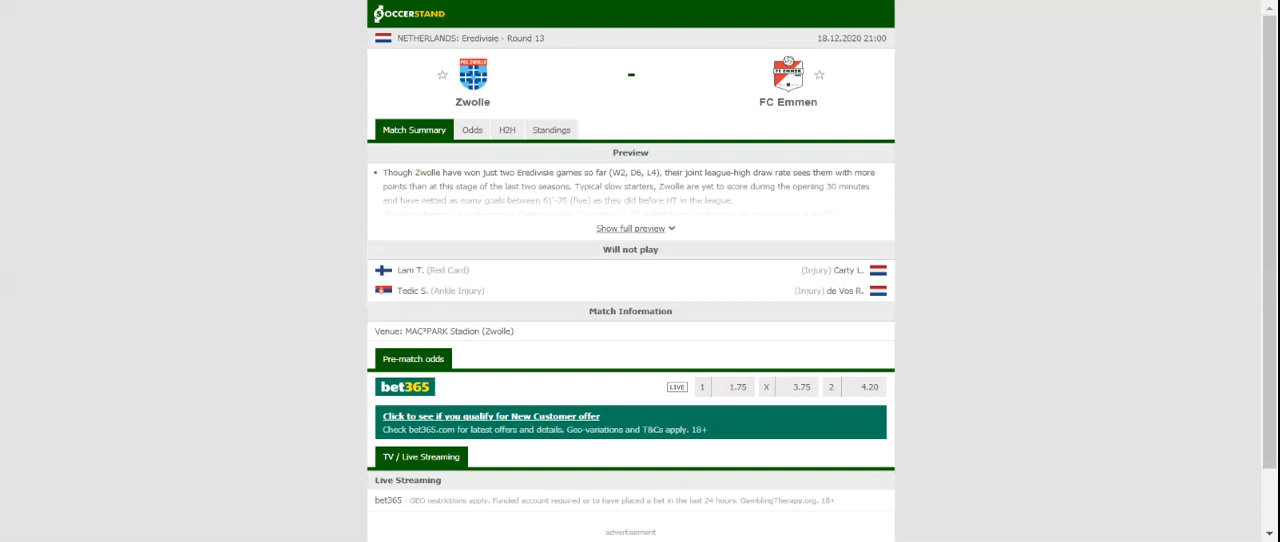 SOCCERSTAND
NETHERLANDS: Eredivisie - Round 13 18.12.2020 21:00
PEC ZWOLLE
FC EMMEN
-
Zwolle FC Emmen
Match Summary Odds H2H Standings
Preview
• Though Zwolle have won just two Eredivisie games so far (W2, D6, L4), their joint league-high draw rate sees them with more
points than at this stage of the last two seasons. Typical slow starters, Zwolle are yet to score during the opening 30 minutes
and have netted as many goals between 61'-75 (five) as they did before HT in the league.
Show full preview
Will not play
Lam T. (Red Card) (Injury) Carty L.
Tedic S. (Ankle Injury) (Injury) de Vos R.
Match Information
Venue: MAC³PARK Stadion (Zwolle)
Pre-match odds
bet365 LIVE 1 1.75 X 3.75 2 4.20
Click to see if you qualify for New Customer offer
Check bet365.com for latest offers and details. Geo-variations and T&Cs apply. 18+
TV / Live Streaming
Live Streaming
bet365 - GEO restrictions apply. Funded account required or to have placed a bet in the last 24 hours. GamblingTherapy.org. 18+
advertisement